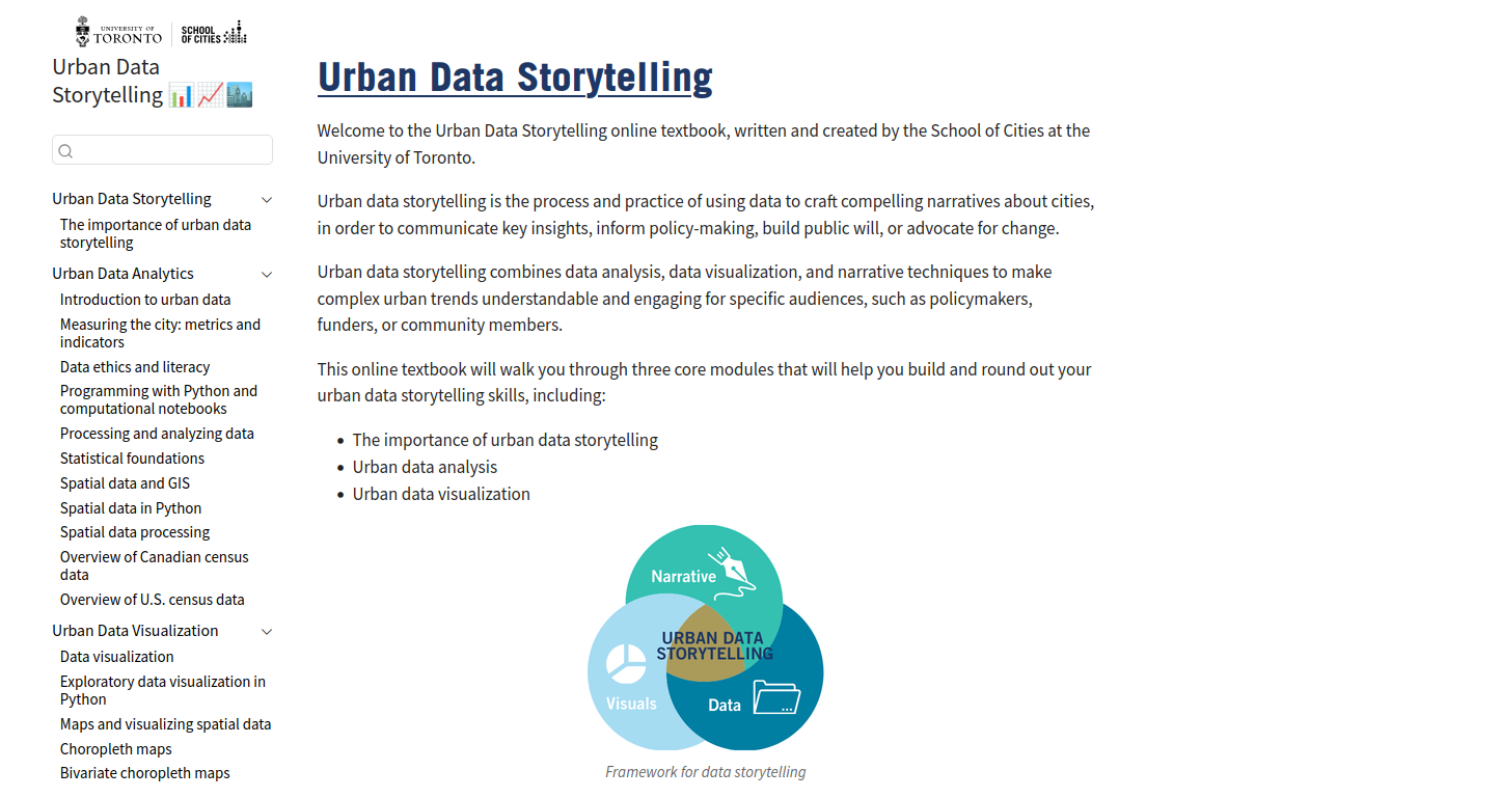 UNIVERSITY OF
TORONTO
SCHOOL
OF CITIES
Urban Data
Storytelling 📊📈🏙️
Urban Data Storytelling
The importance of urban data
storytelling
Urban Data Analytics
Introduction to urban data
Measuring the city: metrics and
indicators
Data ethics and literacy
Programming with Python and
computational notebooks
Processing and analyzing data
Statistical foundations
Spatial data and GIS
Spatial data in Python
Spatial data processing
Overview of Canadian census
data
Overview of U.S. census data
Urban Data Visualization
Data visualization
Exploratory data visualization in
Python
Maps and visualizing spatial data
Choropleth maps
Bivariate choropleth maps
Urban Data Storytelling
Welcome to the Urban Data Storytelling online textbook, written and created by the School of Cities at the
University of Toronto.
Urban data storytelling is the process and practice of using data to craft compelling narratives about cities,
in order to communicate key insights, inform policy-making, build public will, or advocate for change.
Urban data storytelling combines data analysis, data visualization, and narrative techniques to make
complex urban trends understandable and engaging for specific audiences, such as policymakers,
funders, or community members.
This online textbook will walk you through three core modules that will help you build and round out your
urban data storytelling skills, including:
• The importance of urban data storytelling
• Urban data analysis
• Urban data visualization
Narrative
URBAN DATA
STORYTELLING
Visuals
Data
Framework for data storytelling